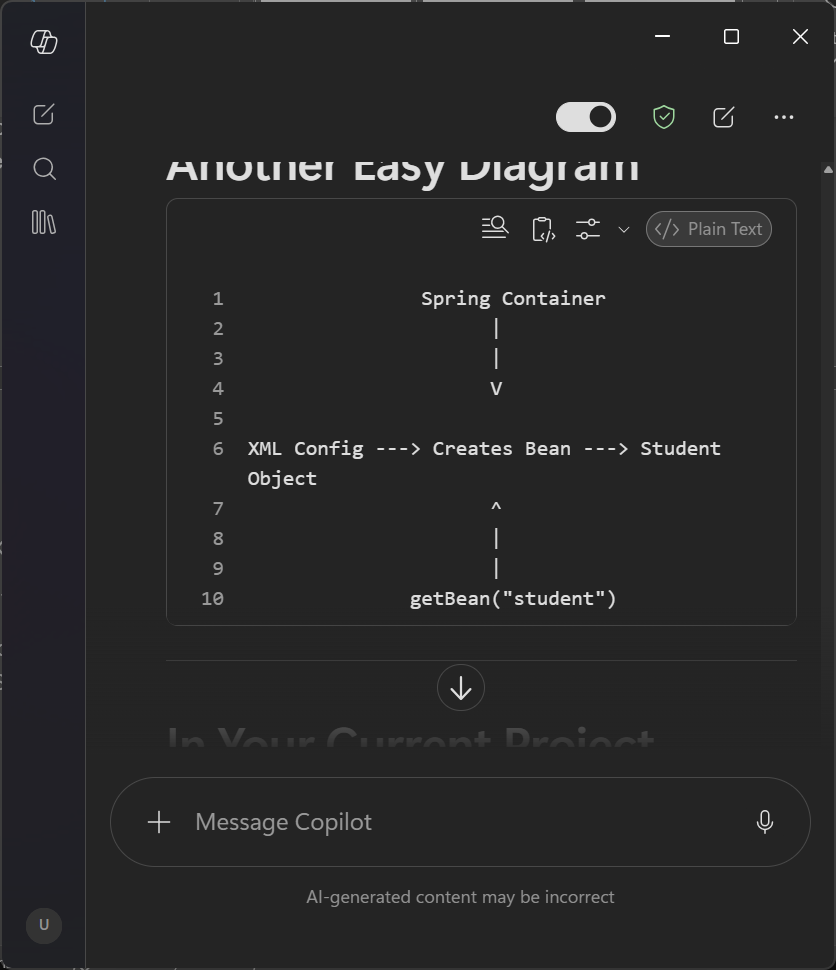 Another Easy Diagram
</> Plain Text
1 Spring Container
2 |
3 |
4 V
5
6 XML Config ---> Creates Bean ---> Student
Object
7 ^
8 |
9 |
10 getBean("student")
In Your Current Project
Message Copilot
AI-generated content may be incorrect
U